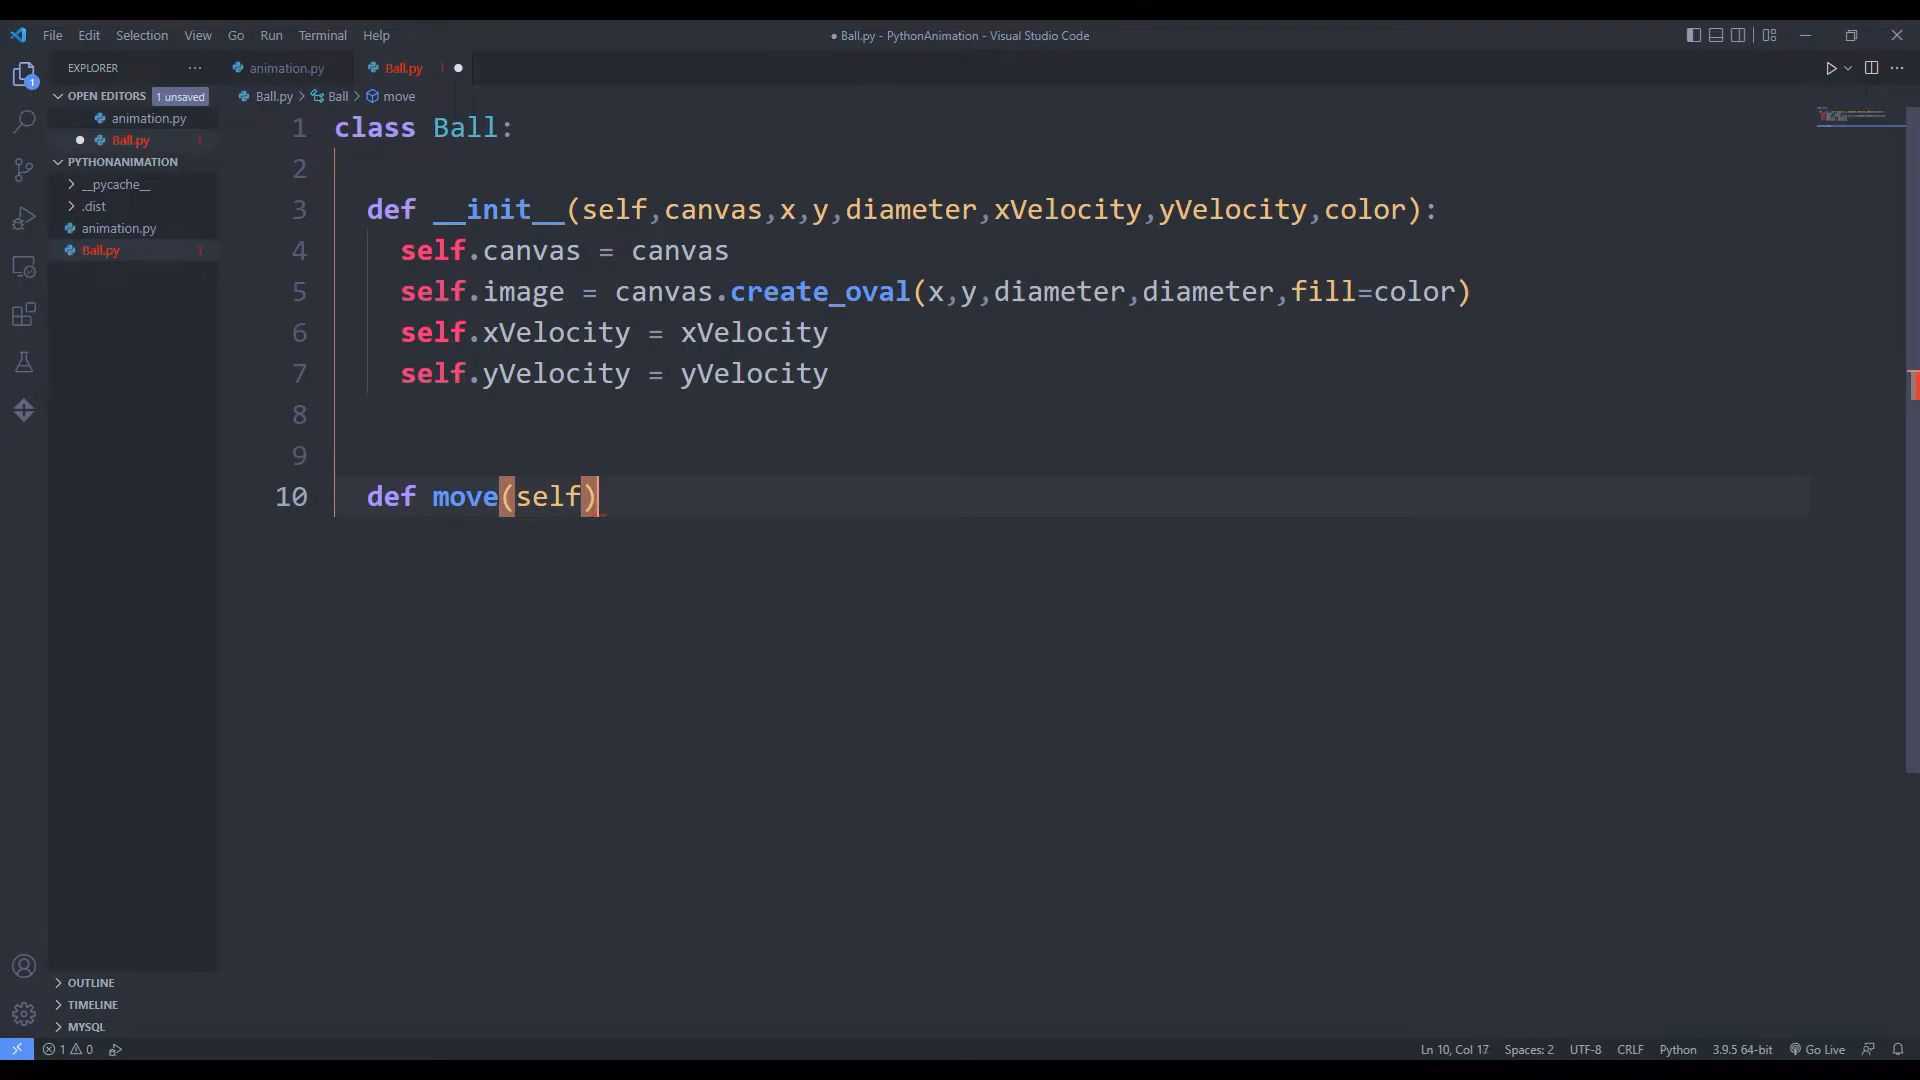 File Edit Selection View Go Run Terminal Help
● Ball.py - PythonAnimation - Visual Studio Code
EXPLORER
animation.py
Ball.py 1
OPEN EDITORS 1 unsaved
animation.py
Ball.py 1
PYTHONANIMATION
__pycache__
.dist
animation.py
Ball.py 1
Ball.py > Ball > move
1 class Ball:
2
3 def __init__(self,canvas,x,y,diameter,xVelocity,yVelocity,color):
4 self.canvas = canvas
5 self.image = canvas.create_oval(x,y,diameter,diameter,fill=color)
6 self.xVelocity = xVelocity
7 self.yVelocity = yVelocity
8
9
10 def move(self)
1
OUTLINE
TIMELINE
MYSQL
1 0
Ln 10, Col 17 Spaces: 2 UTF-8 CRLF Python 3.9.5 64-bit Go Live